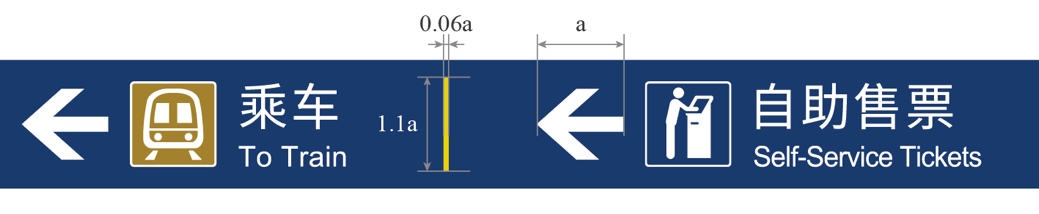 0.06a
a
乘车
To Train
1.1a
自助售票
Self-Service Tickets